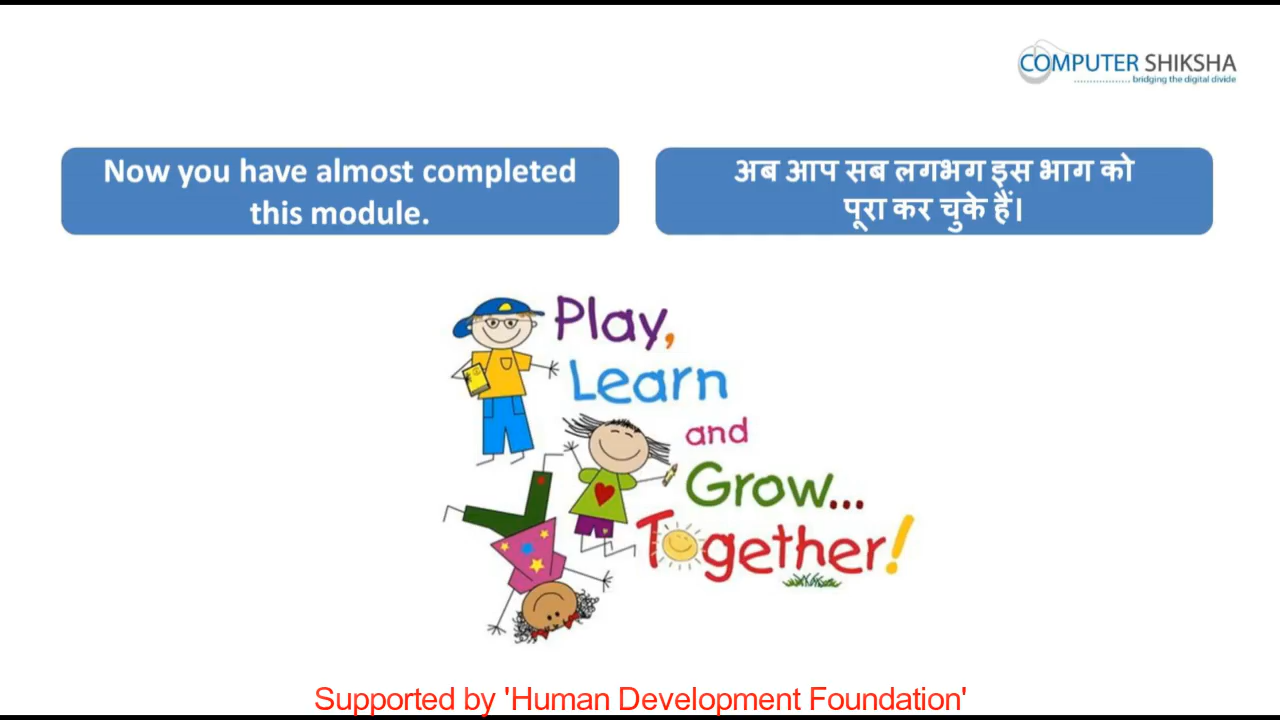 COMPUTER SHIKSHA
bridging the digital divide
Now you have almost completed
this module.
अब आप सब लगभग इस भाग को
पूरा कर चुके हैं।
Play,
Learn
and
Grow...
Together!
Supported by 'Human Development Foundation'